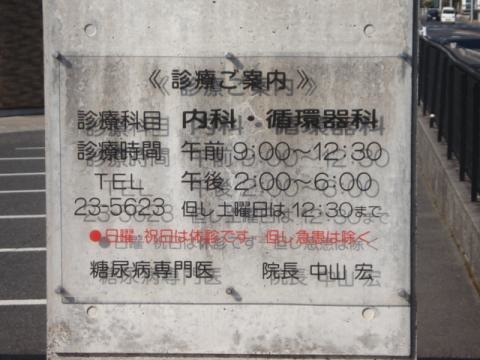 《診療ご案内》
診療科目 内科・循環器科
診療時間 午前 9:00～12:30
TEL 午後 2:00～6:00
23-5623 但し土曜日は 12:30まで
●日曜・祝日は休診です 但し急患は除く
糖尿病専門医 院長 中山 宏